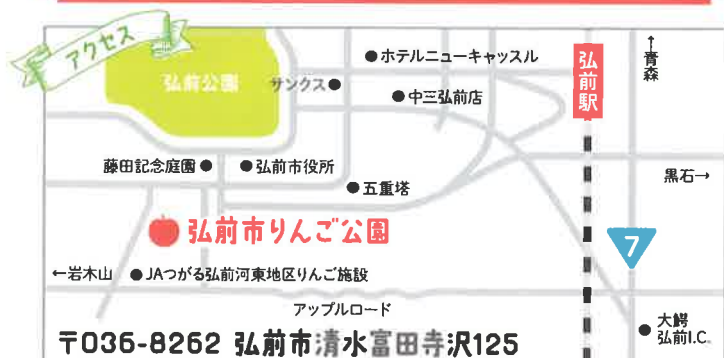 アクセス
弘前公園
サンクス
ホテルニューキャッスル
中三弘前店
弘前駅
↑青森
藤田記念庭園
弘前市役所
五重塔
黒石→
弘前市りんご公園
7
←岩木山
JAつがる弘前河東地区りんご施設
アップルロード
大鰐
弘前I.C.
〒036-8262 弘前市清水富田寺沢125